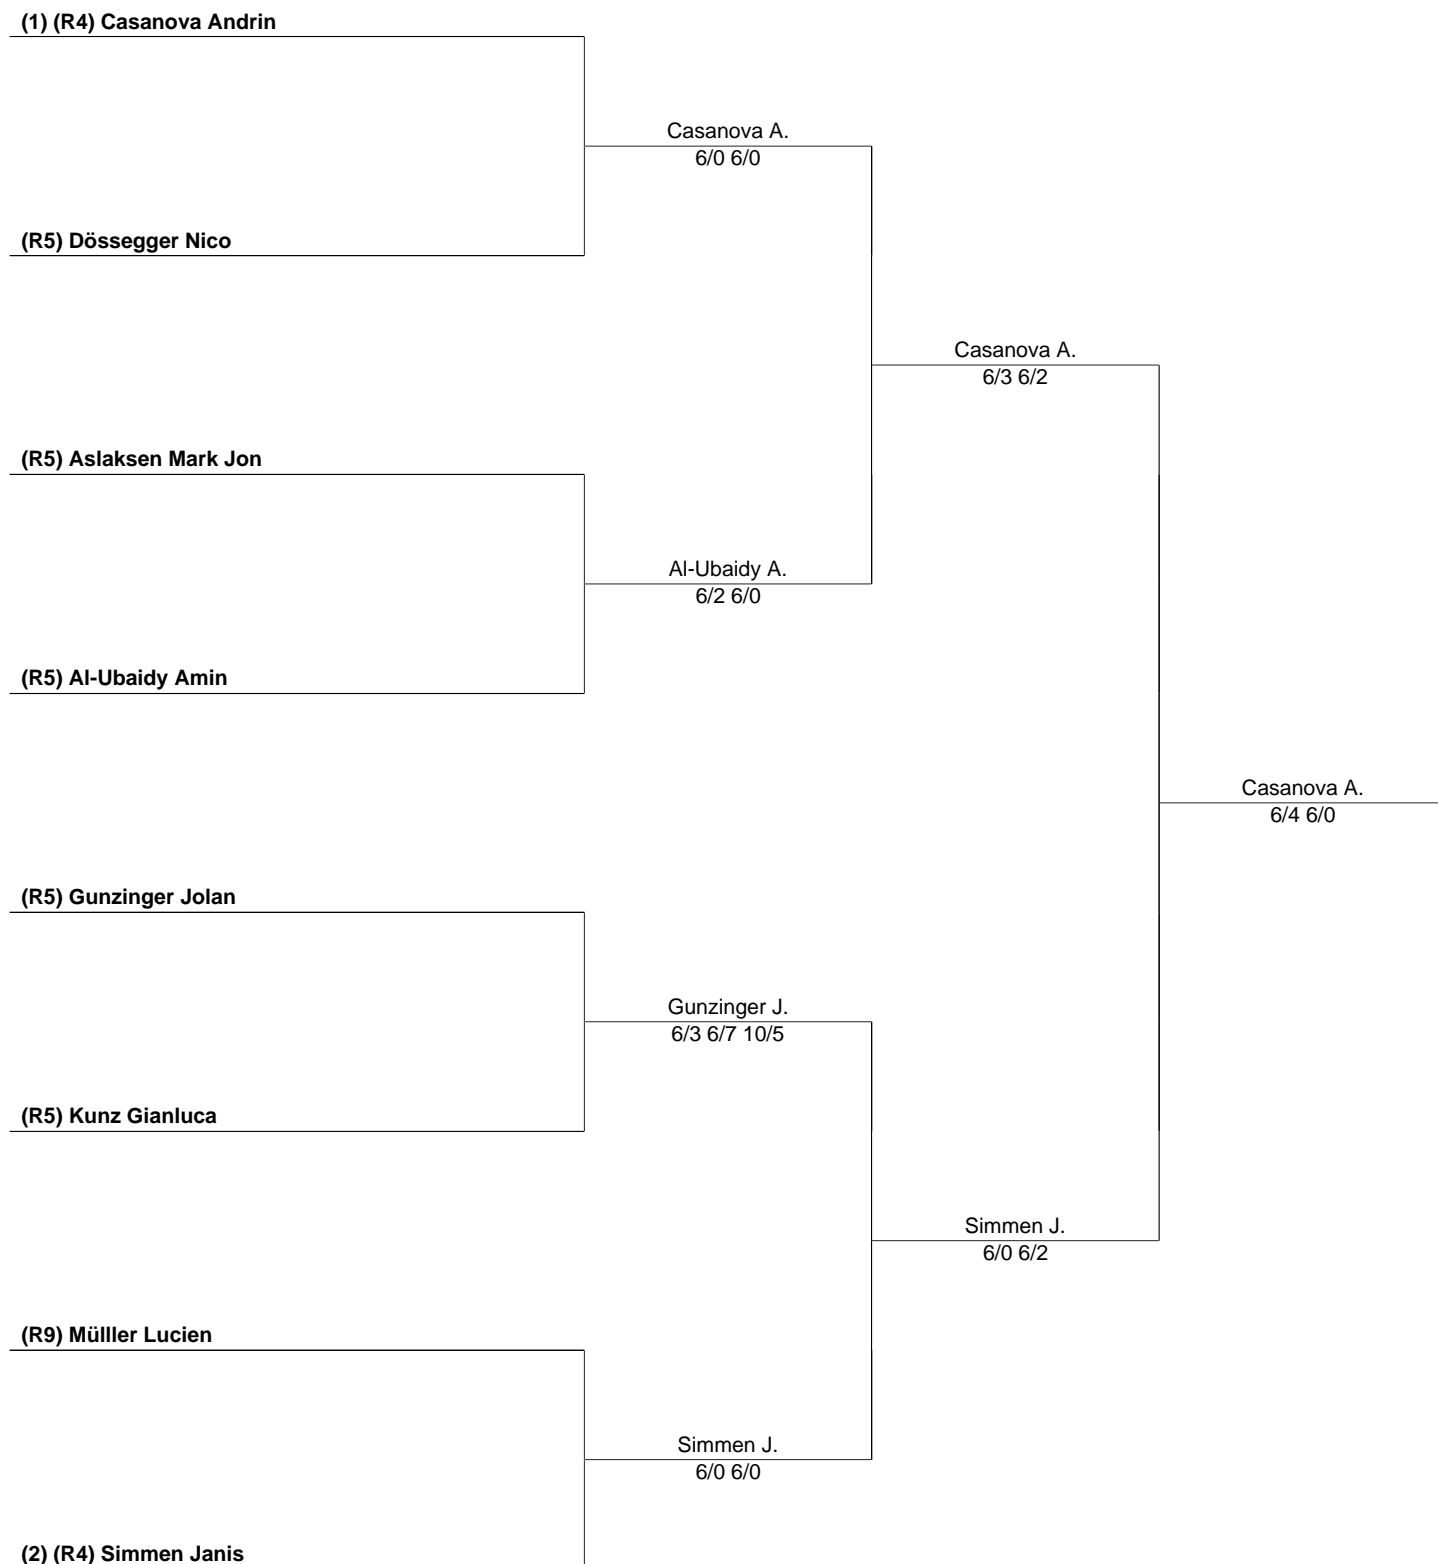 (1) (R4) Casanova Andrin
Casanova A.
6/0 6/0
(R5) Dössegger Nico
Casanova A.
6/3 6/2
(R5) Aslaksen Mark Jon
Al-Ubaidy A.
6/2 6/0
(R5) Al-Ubaidy Amin
Casanova A.
6/4 6/0
(R5) Gunzinger Jolan
Gunzinger J.
6/3 6/7 10/5
(R5) Kunz Gianluca
Simmen J.
6/0 6/2
(R9) Mülller Lucien
Simmen J.
6/0 6/0
(2) (R4) Simmen Janis